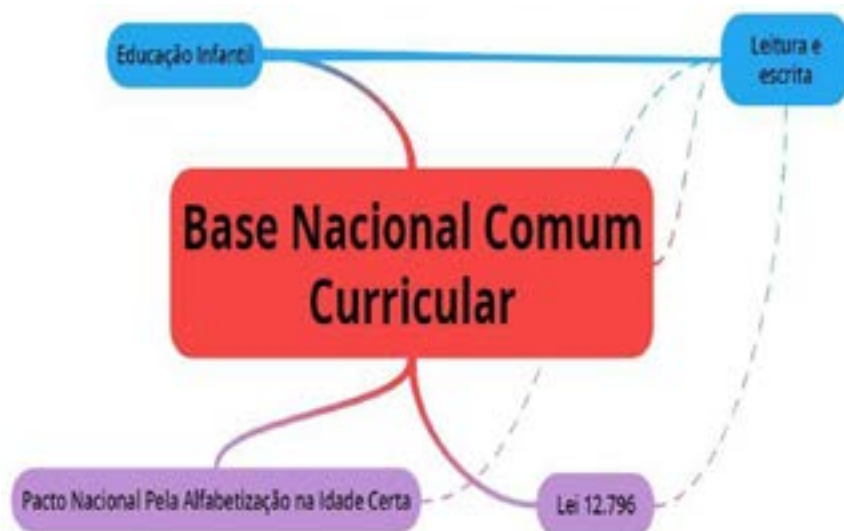 Educação Infantil
Leitura e
escrita
Base Nacional Comum
Curricular
Pacto Nacional Pela Alfabetização na Idade Certa
Lei 12.796